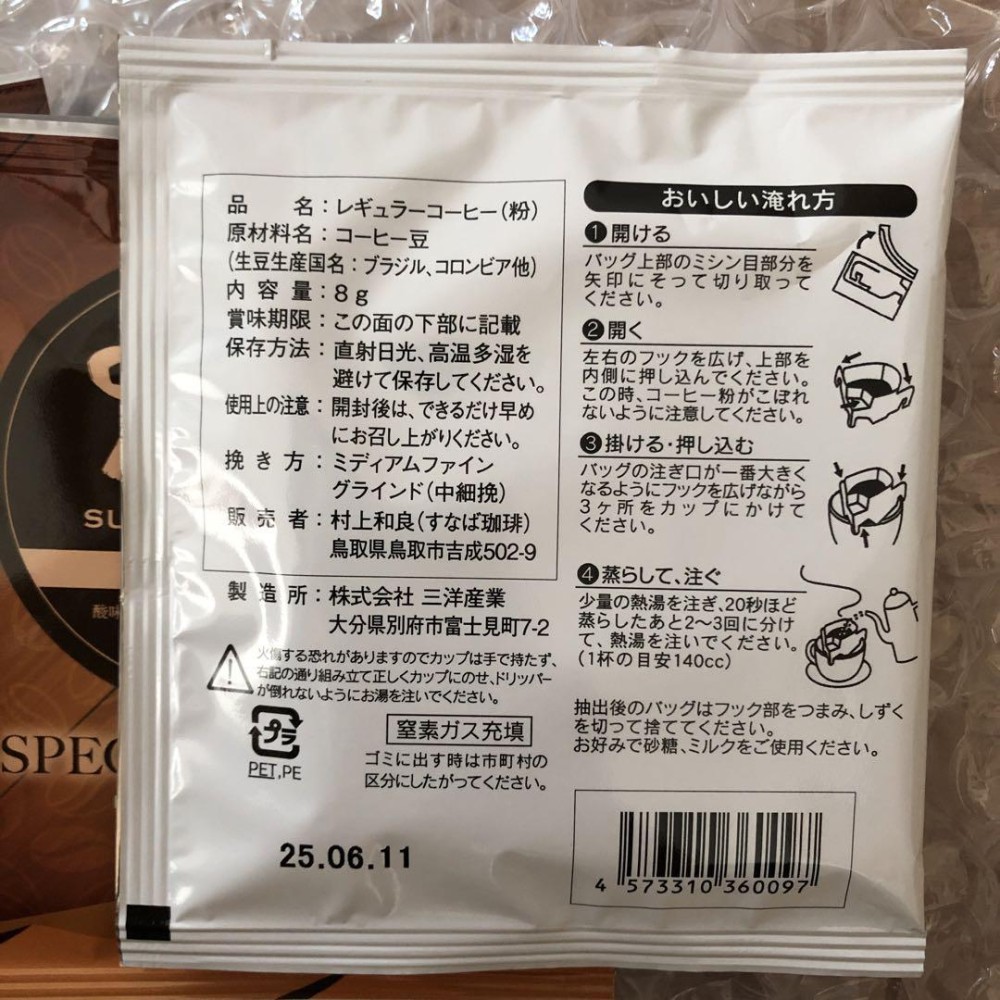 品名：レギュラーコーヒー（粉）
原材料名：コーヒー豆
（生豆生産国名：ブラジル、コロンビア他）
内容量：8g
賞味期限：この面の下部に記載
保存方法：直射日光、高温多湿を
避けて保存してください。
使用上の注意：開封後は、できるだけ早め
にお召し上がりください。
挽き方：ミディアムファイン
グラインド（中細挽）
販売者：村上和良（すなば珈琲）
鳥取県鳥取市吉成502-9
製造所：株式会社 三洋産業
大分県別府市富士見町7-2
火傷する恐れがありますのでカップは手で持たず、
右記の通り組み立て正しくカップにのせ、ドリッパー
が倒れないようにお湯を注いでください。
プラ
PET,PE
窒素ガス充填
ゴミに出す時は市町村の
区分にしたがってください。
25.06.11
おいしい淹れ方
❶開ける
バッグ上部のミシン目部分を
矢印にそって切り取って
ください。
❷開く
左右のフックを広げ、上部を
内側に押し込んでください。
この時、コーヒー粉がこぼれ
ないように注意してください。
❸掛ける・押し込む
バッグの注ぎ口が一番大きく
なるようにフックを広げながら
3ヶ所をカップにかけて
ください。
❹蒸らして、注ぐ
少量の熱湯を注ぎ、20秒ほど
蒸らしたあと2〜3回に分け
て、熱湯を注いでください。
（1杯の目安140cc）
抽出後のバッグはフック部をつまみ、しずく
を切って捨ててください。
お好みで砂糖、ミルクをご使用ください。
4 573310 360097
SU
酸味
SPEC